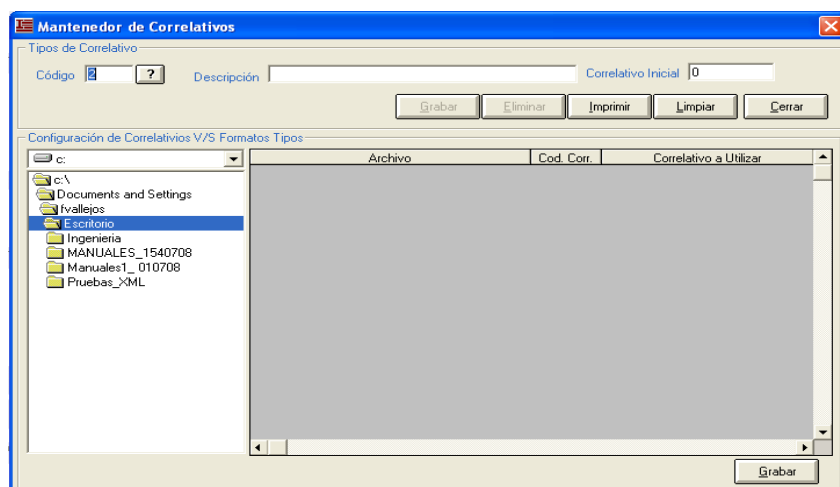 Mantenedor de Correlativos
Tipos de Correlativo
Código 2 ? Descripción Correlativo Inicial 0
Grabar Eliminar Imprimir Limpiar Cerrar
Configuración de Correlativios V/S Formatos Tipos
c: Archivo Cod. Corr. Correlativo a Utilizar
c:\
Documents and Settings
fvallejos
Escritorio
Ingenieria
MANUALES_1540708
Manuales1_ 010708
Pruebas_XML
Grabar